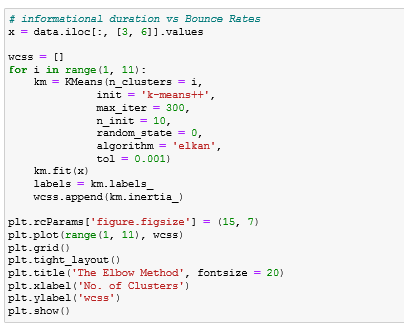 # informational duration vs Bounce Rates
x = data.iloc[:, [3, 6]].values

wcss = []
for i in range(1, 11):
    km = KMeans(n_clusters = i,
              init = 'k-means++',
              max_iter = 300,
              n_init = 10,
              random_state = 0,
              algorithm = 'elkan',
              tol = 0.001)
    km.fit(x)
    labels = km.labels_
    wcss.append(km.inertia_)

plt.rcParams['figure.figsize'] = (15, 7)
plt.plot(range(1, 11), wcss)
plt.grid()
plt.tight_layout()
plt.title('The Elbow Method', fontsize = 20)
plt.xlabel('No. of Clusters')
plt.ylabel('wcss')
plt.show()